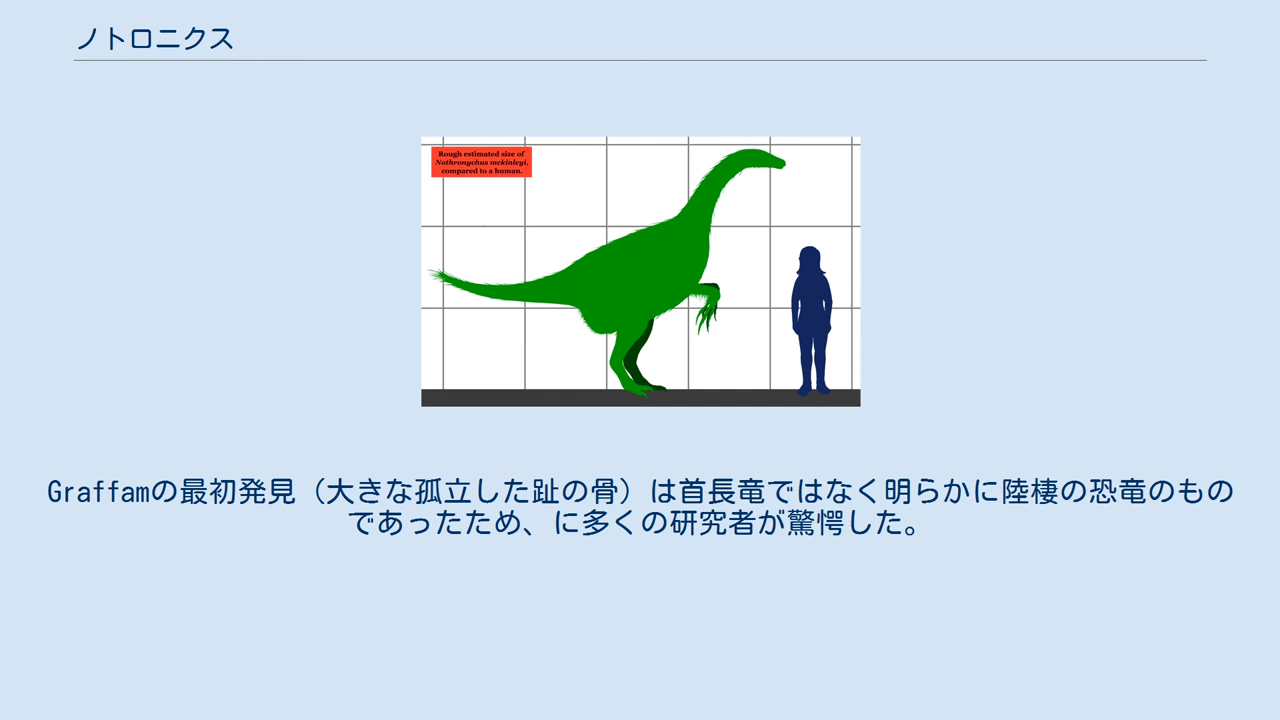 ノトロニクス
Rough estimated size of
Nothronychus mckinleyi,
compared to a human.
Graffamの最初発見（大きな孤立した趾の骨）は首長竜ではなく明らかに陸棲の恐竜のもの
であったため、に多くの研究者が驚愕した。